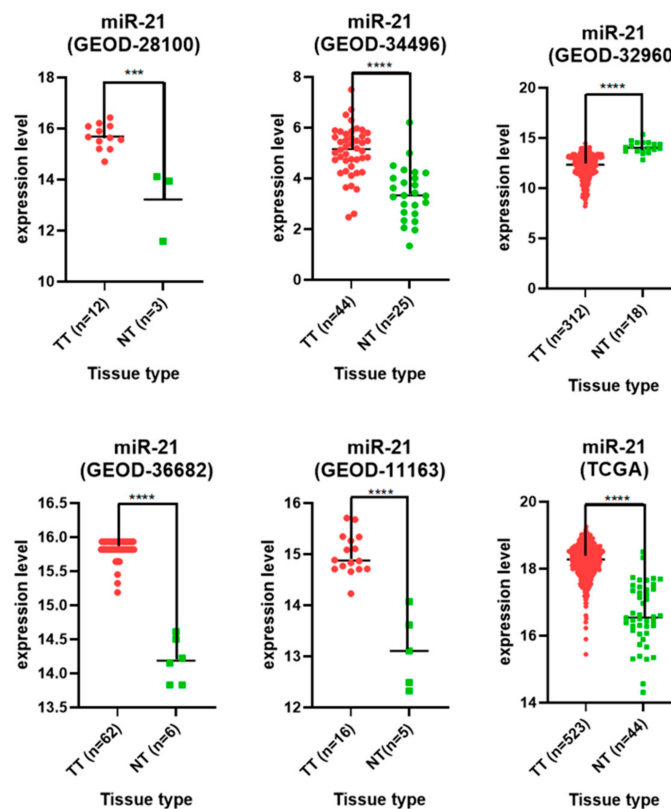 miR-21
(GEOD-28100)
***
expression level
18
16
14
12
10
TT (n=12)
NT (n=3)
Tissue type
miR-21
(GEOD-34496)
****
expression level
8
6
4
2
0
TT (n=44)
NT (n=25)
Tissue type
miR-21
(GEOD-32960)
****
expression level
20
15
10
5
0
TT (n=312)
NT (n=18)
Tissue type
miR-21
(GEOD-36682)
****
expression level
16.5
16.0
15.5
15.0
14.5
14.0
13.5
TT (n=62)
NT (n=6)
Tissue type
miR-21
(GEOD-11163)
****
expression level
16
15
14
13
12
TT (n=16)
NT(n=5)
Tissue type
miR-21
(TCGA)
****
expression level
20
18
16
14
TT (n=523)
NT (n=44)
Tissue type